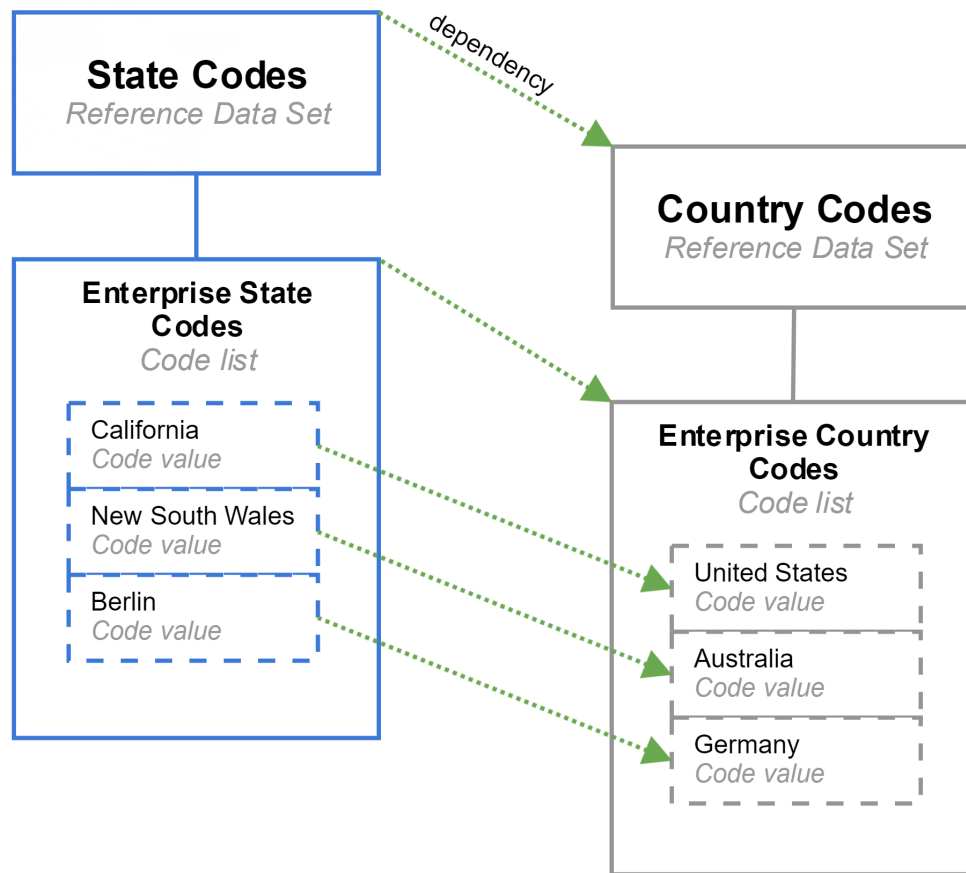 State Codes
Reference Data Set
dependency
Country Codes
Reference Data Set
Enterprise State
Codes
Code list
California
Code value
New South Wales
Code value
Berlin
Code value
Enterprise Country
Codes
Code list
United States
Code value
Australia
Code value
Germany
Code value